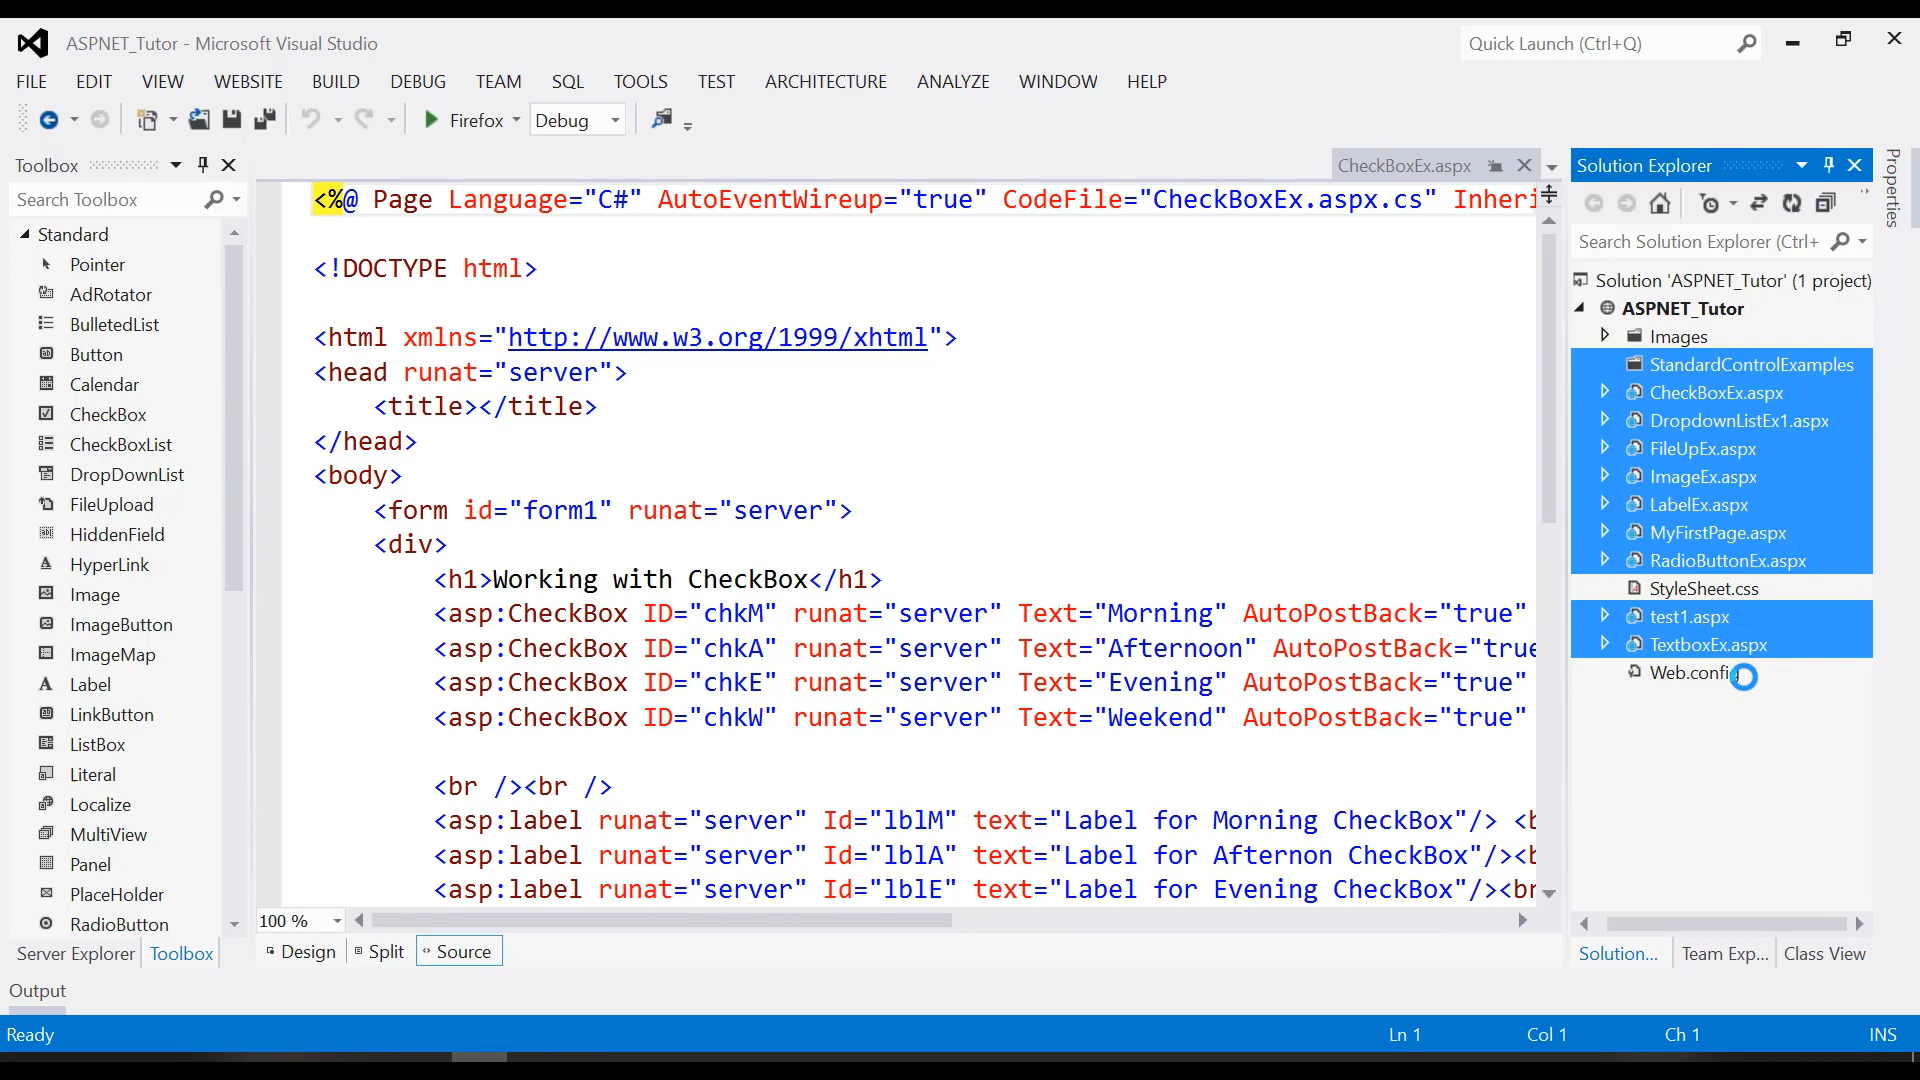 ASPNET_Tutor - Microsoft Visual Studio
Quick Launch (Ctrl+Q)
FILE EDIT VIEW WEBSITE BUILD DEBUG TEAM SQL TOOLS TEST ARCHITECTURE ANALYZE WINDOW HELP
Firefox Debug
Toolbox
Search Toolbox
Standard
Pointer
AdRotator
BulletedList
Button
Calendar
CheckBox
CheckBoxList
DropDownList
FileUpload
HiddenField
HyperLink
Image
ImageButton
ImageMap
Label
LinkButton
ListBox
Literal
Localize
MultiView
Panel
PlaceHolder
RadioButton
Server Explorer Toolbox
CheckBoxEx.aspx
<%@ Page Language="C#" AutoEventWireup="true" CodeFile="CheckBoxEx.aspx.cs" Inheri
<!DOCTYPE html>
<html xmlns="http://www.w3.org/1999/xhtml">
<head runat="server">
<title></title>
</head>
<body>
<form id="form1" runat="server">
<div>
<h1>Working with CheckBox</h1>
<asp:CheckBox ID="chkM" runat="server" Text="Morning" AutoPostBack="true"
<asp:CheckBox ID="chkA" runat="server" Text="Afternoon" AutoPostBack="true
<asp:CheckBox ID="chkE" runat="server" Text="Evening" AutoPostBack="true"
<asp:CheckBox ID="chkW" runat="server" Text="Weekend" AutoPostBack="true"
<br /><br />
<asp:label runat="server" Id="lblM" text="Label for Morning CheckBox"/> <b
<asp:label runat="server" Id="lblA" text="Label for Afternon CheckBox"/><b
<asp:label runat="server" Id="lblE" text="Label for Evening CheckBox"/><br
100 %
Design Split Source
Solution Explorer
Search Solution Explorer (Ctrl+
Solution 'ASPNET_Tutor' (1 project)
ASPNET_Tutor
Images
StandardControlExamples
CheckBoxEx.aspx
DropdownListEx1.aspx
FileUpEx.aspx
ImageEx.aspx
LabelEx.aspx
MyFirstPage.aspx
RadioButtonEx.aspx
StyleSheet.css
test1.aspx
TextboxEx.aspx
Web.config
Solution... Team Exp... Class View
Properties
Output
Ready Ln 1 Col 1 Ch 1 INS